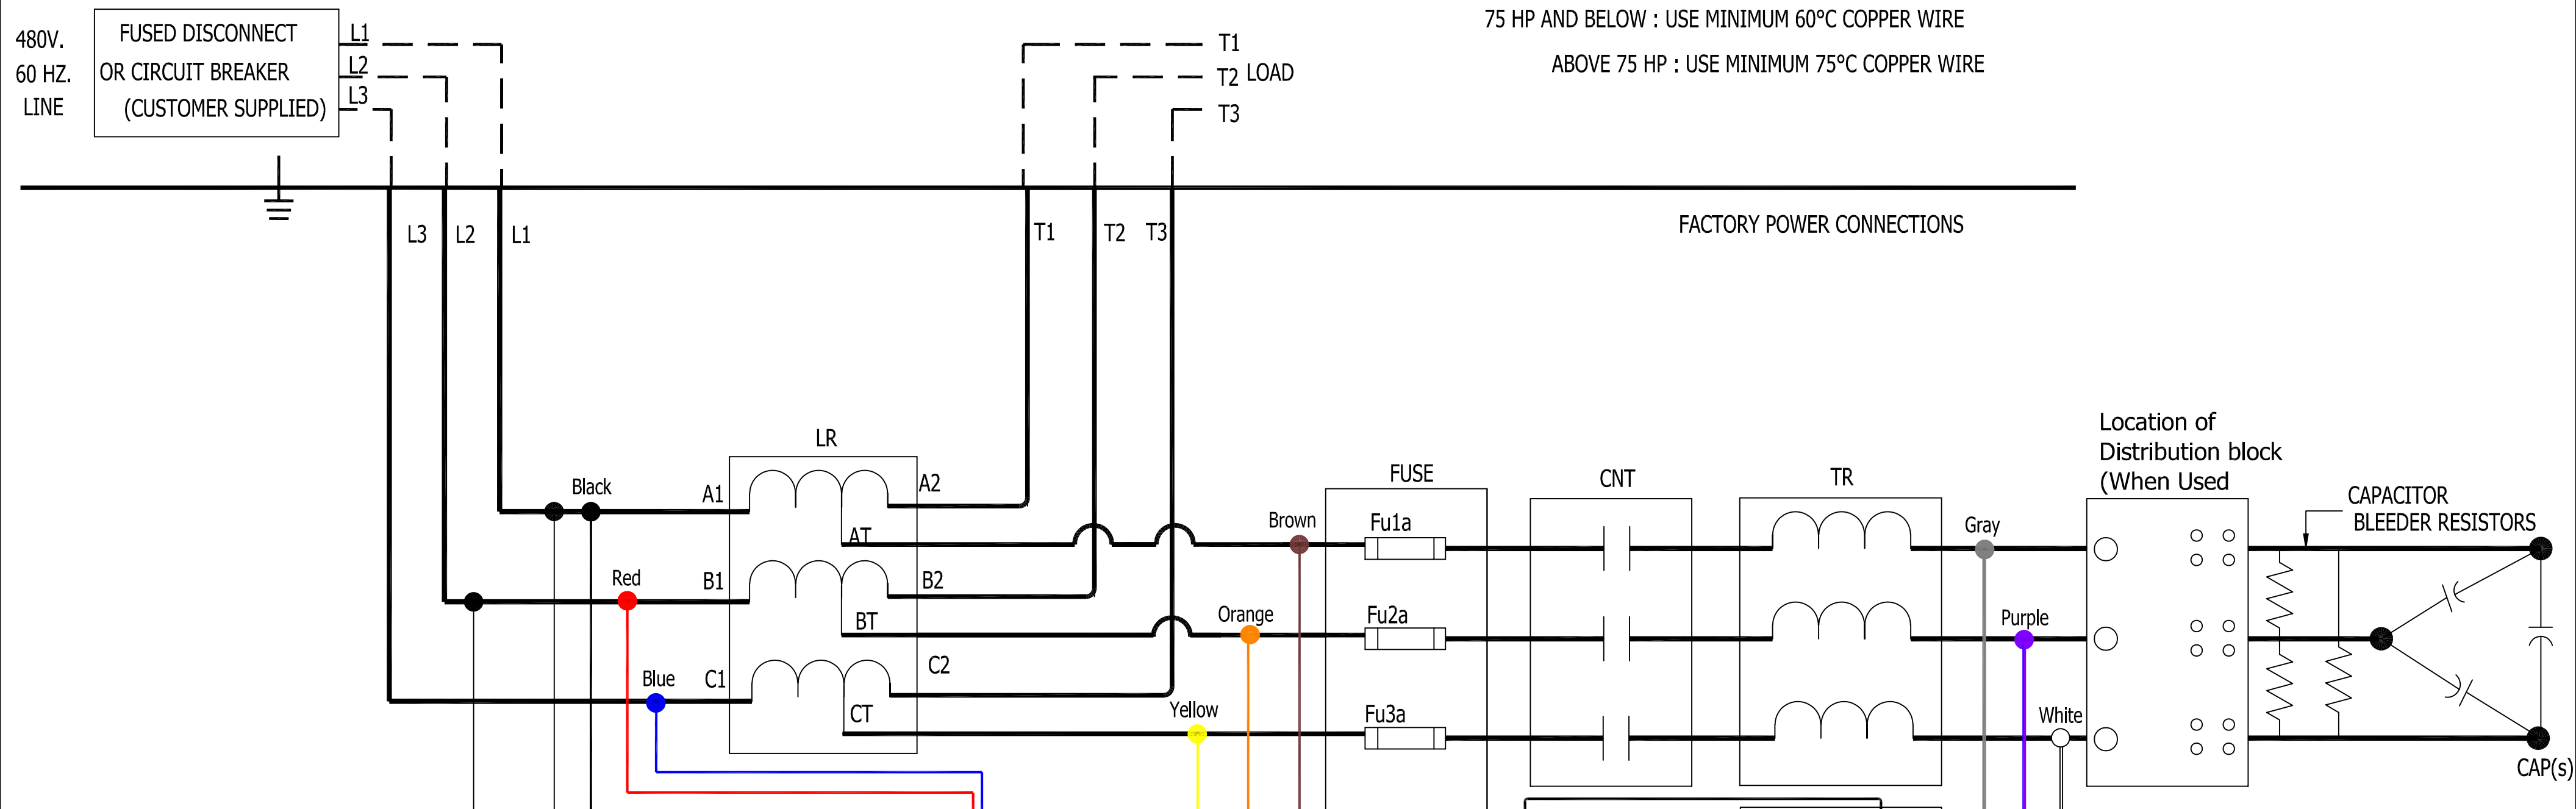 480V.
60 HZ.
LINE
FUSED DISCONNECT
OR CIRCUIT BREAKER
(CUSTOMER SUPPLIED)
L1
L2
L3
T1
T2
LOAD
T3
75 HP AND BELOW : USE MINIMUM 60°C COPPER WIRE
ABOVE 75 HP : USE MINIMUM 75°C COPPER WIRE
L3
L2
L1
T1
T2
T3
FACTORY POWER CONNECTIONS
LR
Black
A1
A2
AT
Red
B1
B2
BT
Blue
C1
C2
CT
Brown
Orange
Yellow
FUSE
Fu1a
Fu2a
Fu3a
CNT
TR
Gray
Purple
White
Location of
Distribution block
(When Used
CAPACITOR
BLEEDER RESISTORS
CAP(s)